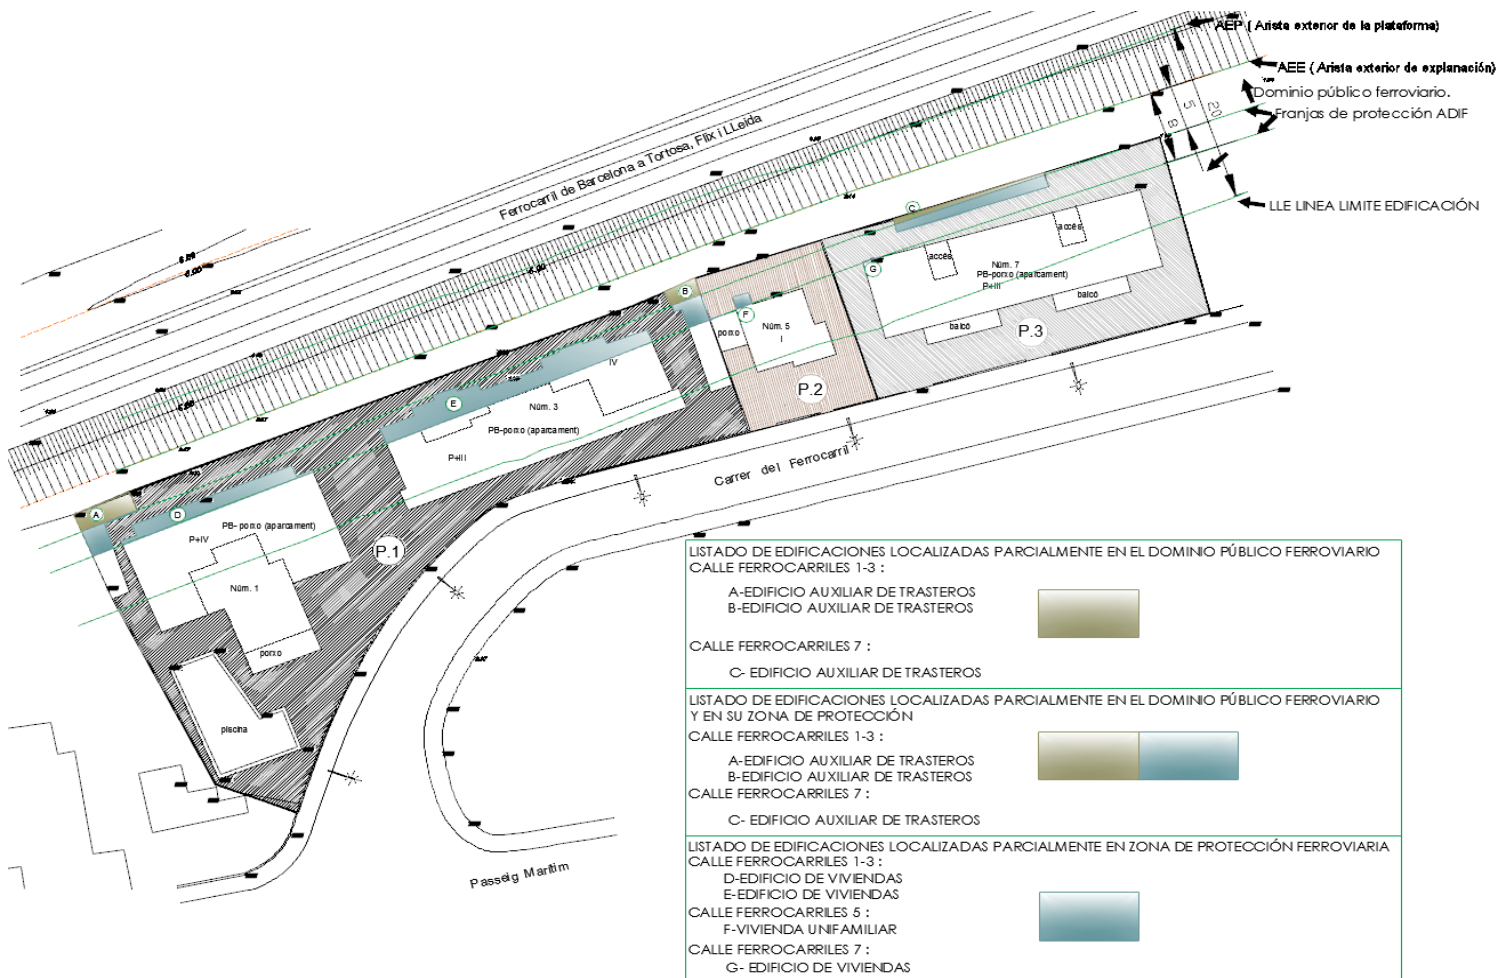 AEP ( Arista exterior de la plataforma)
AEE ( Arista exterior de explanación)
Dominio público ferroviario.
Franjas de protección ADIF
5
20
8
LLE LINEA LIMITE EDIFICACIÓN
Ferrocarril de Barcelona a Tortosa, Flix i LLeida
C
accés
accés
G
Núm. 7
PB-porxo (aparcament)
P+III
balcó
balcó
P.3
B
F
porxo
Núm. 5
I
P.2
IV
E
Núm. 3
PB-porxo (aparcament)
P+III
Carrer del Ferrocarril
A
D
PB- porxo (aparcament)
P+IV
P.1
Núm. 1
porxo
piscina
Passeig Marítim
LISTADO DE EDIFICACIONES LOCALIZADAS PARCIALMENTE EN EL DOMINIO PÚBLICO FERROVIARIO
CALLE FERROCARRILES 1-3 :
A-EDIFICIO AUXILIAR DE TRASTEROS
B-EDIFICIO AUXILIAR DE TRASTEROS
CALLE FERROCARRILES 7 :
C- EDIFICIO AUXILIAR DE TRASTEROS
LISTADO DE EDIFICACIONES LOCALIZADAS PARCIALMENTE EN EL DOMINIO PÚBLICO FERROVIARIO
Y EN SU ZONA DE PROTECCIÓN
CALLE FERROCARRILES 1-3 :
A-EDIFICIO AUXILIAR DE TRASTEROS
B-EDIFICIO AUXILIAR DE TRASTEROS
CALLE FERROCARRILES 7 :
C- EDIFICIO AUXILIAR DE TRASTEROS
LISTADO DE EDIFICACIONES LOCALIZADAS PARCIALMENTE EN ZONA DE PROTECCIÓN FERROVIARIA
CALLE FERROCARRILES 1-3 :
D-EDIFICIO DE VIVIENDAS
E-EDIFICIO DE VIVIENDAS
CALLE FERROCARRILES 5 :
F-VIVIENDA UNIFAMILIAR
CALLE FERROCARRILES 7 :
G- EDIFICIO DE VIVIENDAS